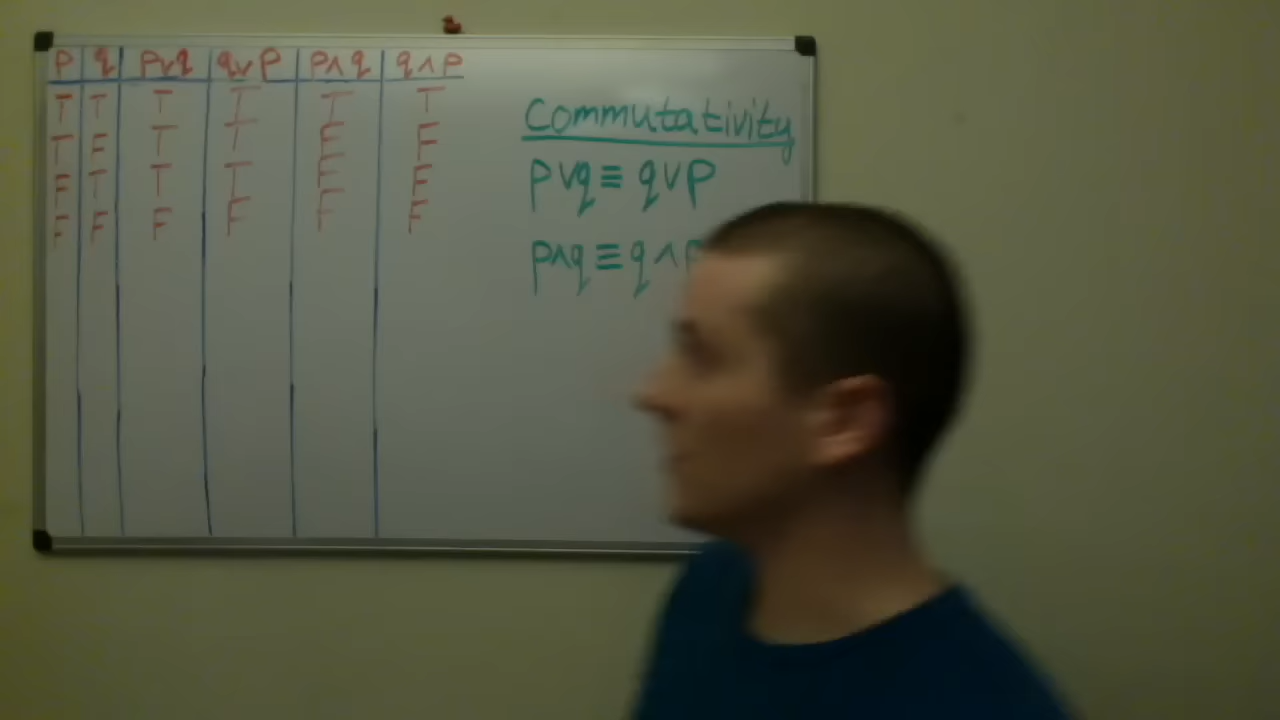 p q p∨q q∨p p∧q q∧p
T T T T T T
T F T T F F
F T T T F F
F F F F F F
Commutativity
p∨q ≡ q∨p
p∧q ≡ q∧p